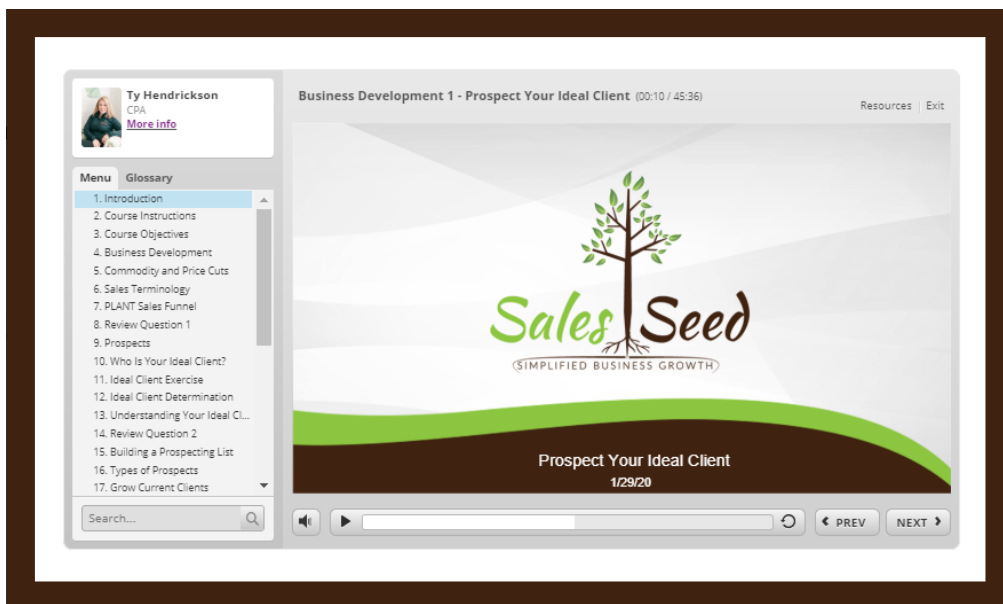 Ty Hendrickson
CPA
More info
Menu Glossary
1. Introduction
2. Course Instructions
3. Course Objectives
4. Business Development
5. Commodity and Price Cuts
6. Sales Terminology
7. PLANT Sales Funnel
8. Review Question 1
9. Prospects
10. Who Is Your Ideal Client?
11. Ideal Client Exercise
12. Ideal Client Determination
13. Understanding Your Ideal Cl...
14. Review Question 2
15. Building a Prospecting List
16. Types of Prospects
17. Grow Current Clients
Search...
Business Development 1 - Prospect Your Ideal Client (00:10 / 45:36)
Resources | Exit
Sales Seed
SIMPLIFIED BUSINESS GROWTH
Prospect Your Ideal Client
1/29/20
PREV NEXT